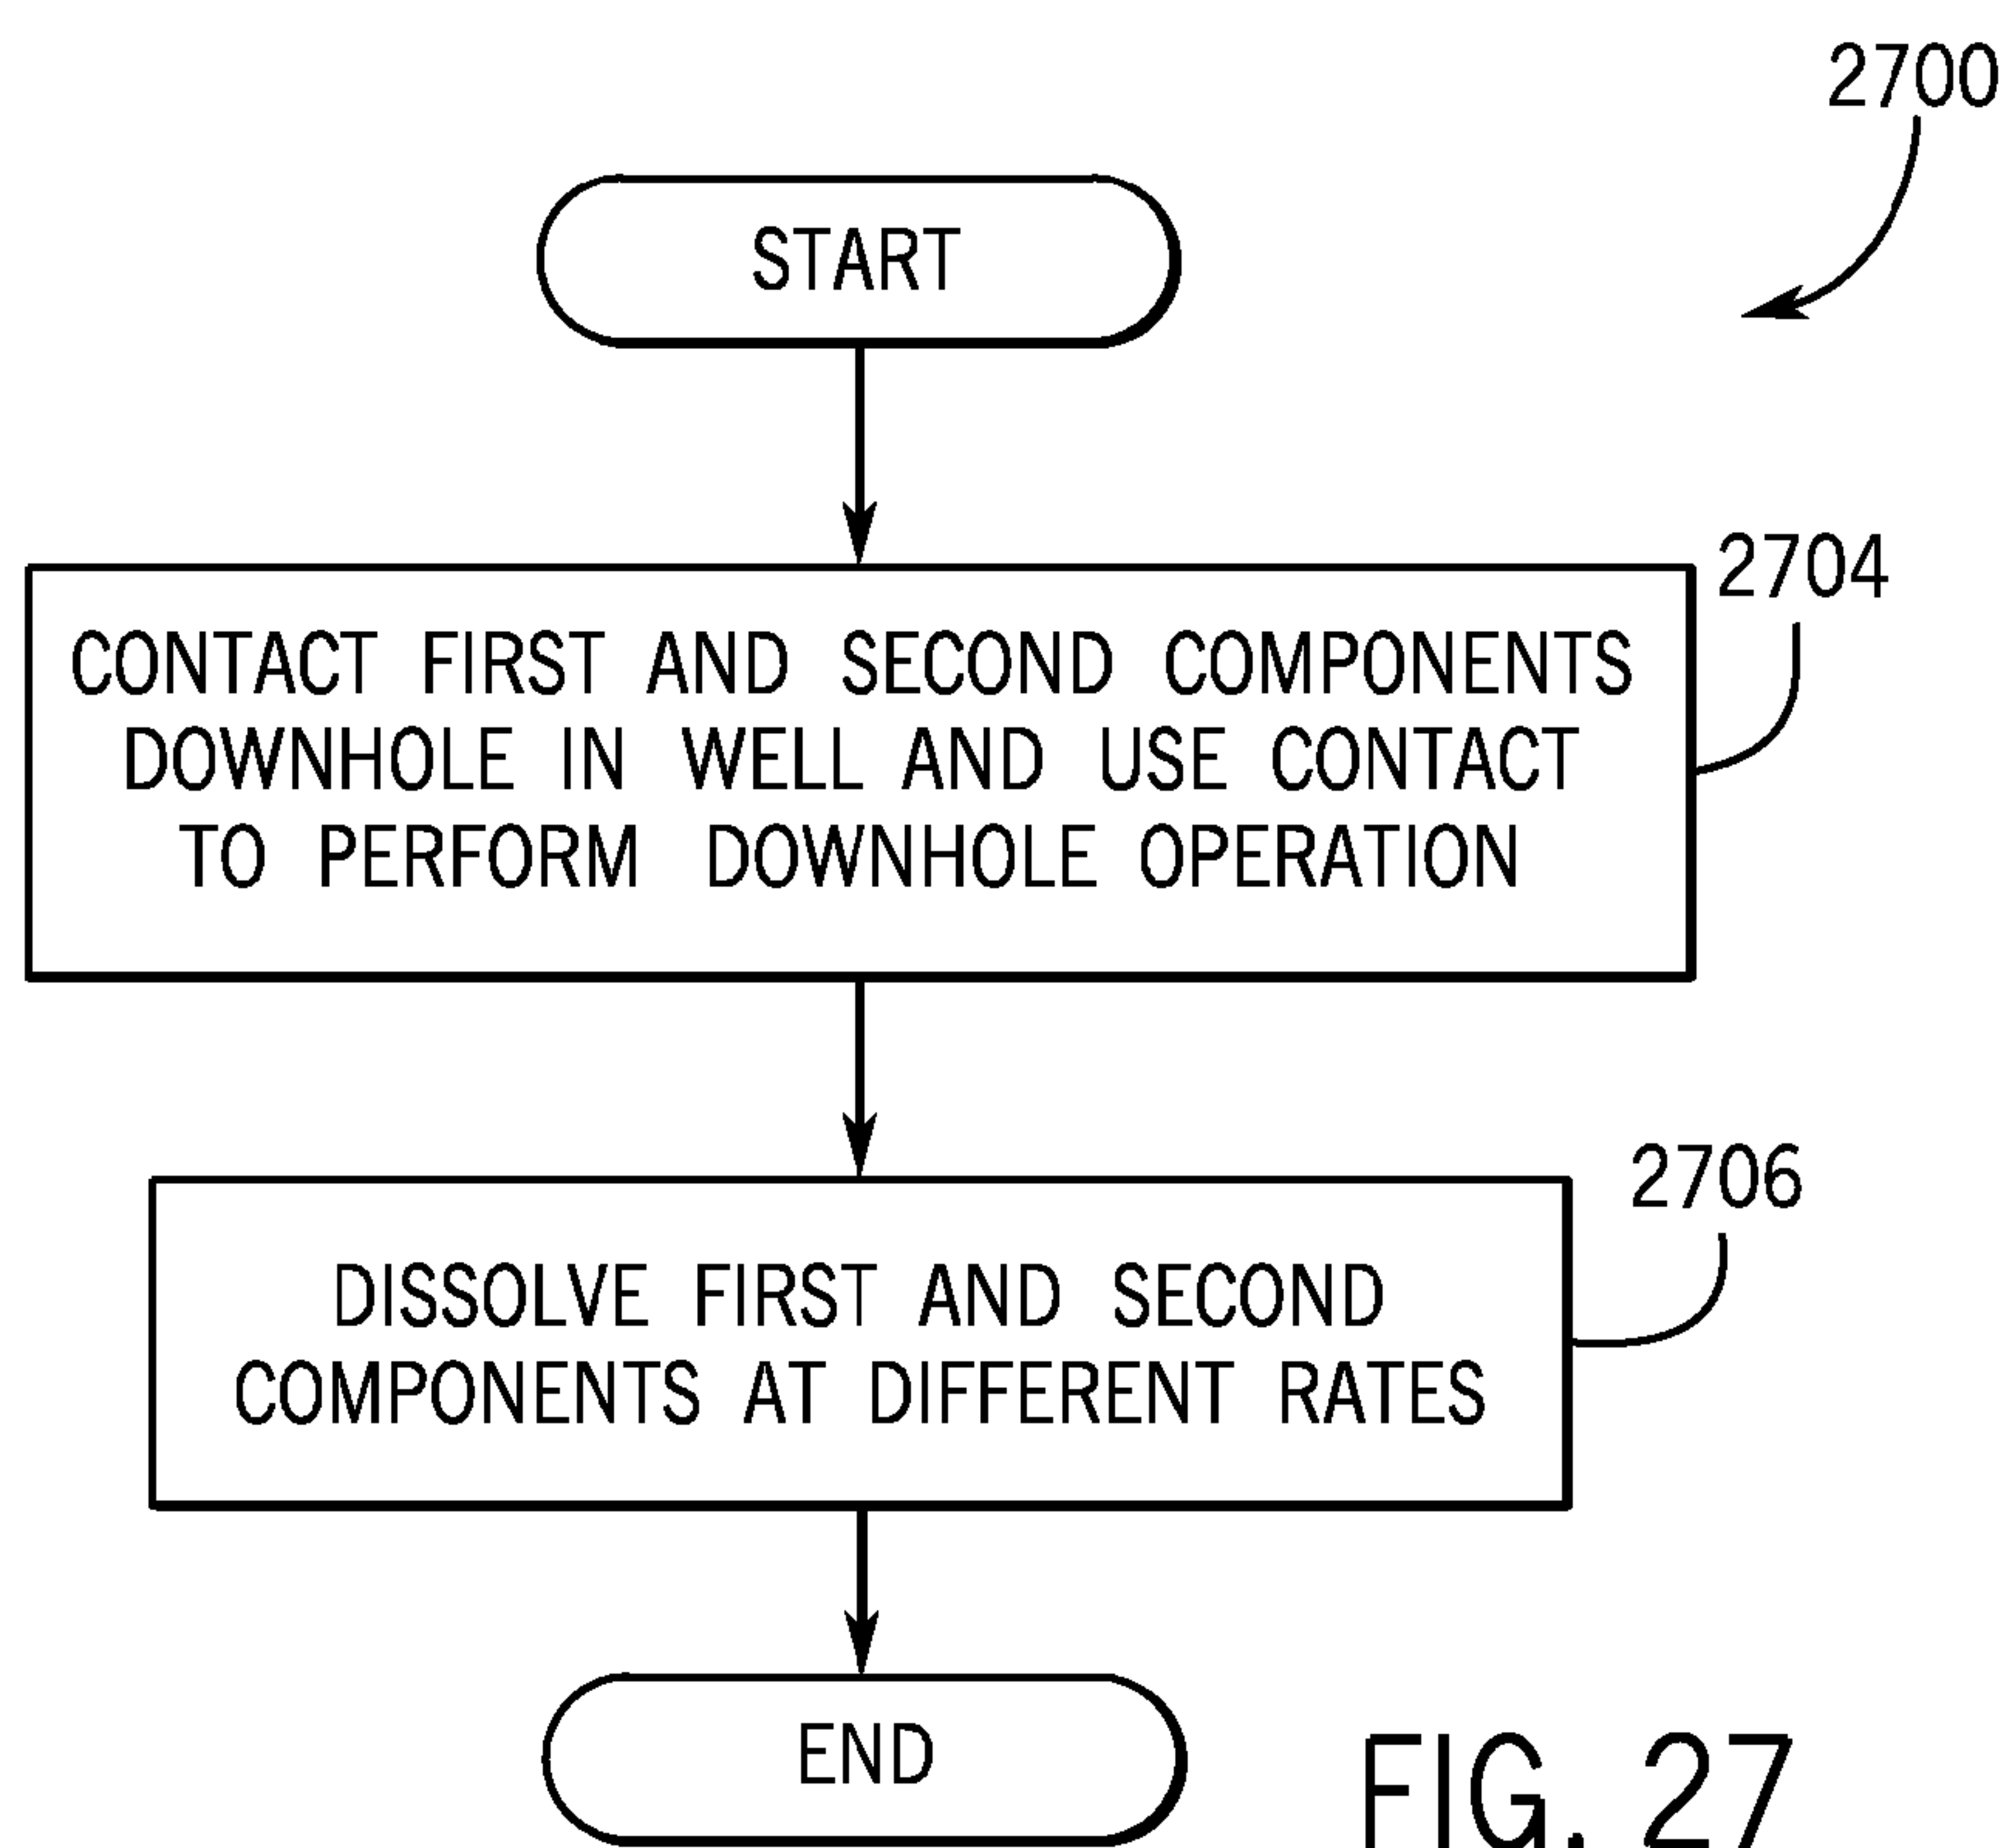 2700
START
2704
CONTACT FIRST AND SECOND COMPONENTS
DOWNHOLE IN WELL AND USE CONTACT
TO PERFORM DOWNHOLE OPERATION
2706
DISSOLVE FIRST AND SECOND
COMPONENTS AT DIFFERENT RATES
END
FIG. 27